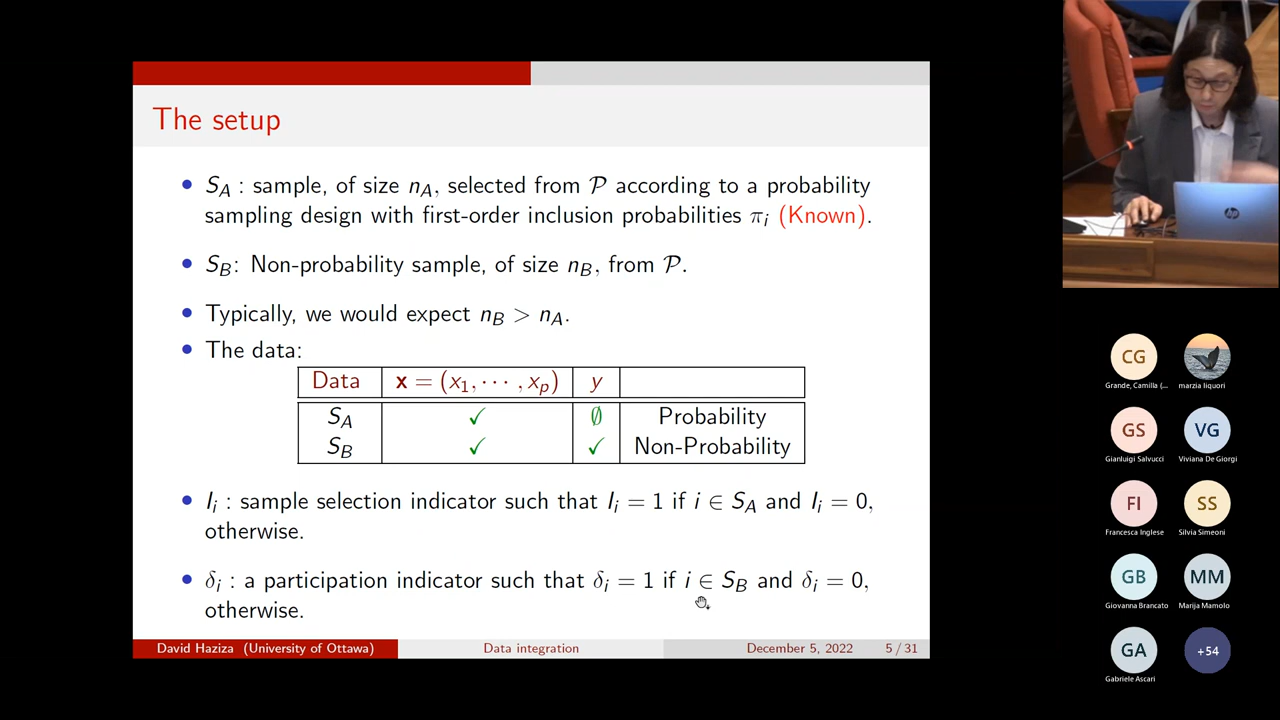 The setup
• S_A : sample, of size n_A, selected from 𝒫 according to a probability
sampling design with first-order inclusion probabilities π_i (Known).
• S_B: Non-probability sample, of size n_B, from 𝒫.
• Typically, we would expect n_B > n_A.
• The data:
Data x = (x_1, ⋯ , x_p) y
S_A ✓ ∅ Probability
S_B ✓ ✓ Non-Probability
• I_i : sample selection indicator such that I_i = 1 if i ∈ S_A and I_i = 0,
otherwise.
• δ_i : a participation indicator such that δ_i = 1 if i ∈ S_B and δ_i = 0,
otherwise.
David Haziza (University of Ottawa) Data integration December 5, 2022 5 / 31
hp
CG
Grande, Camilla (...
marzia liquori
GS
Gianluigi Salvucci
VG
Viviana De Giorgi
FI
Francesca Inglese
SS
Silvia Simeoni
GB
Giovanna Brancato
MM
Marija Mamolo
GA
Gabriele Ascari
+54